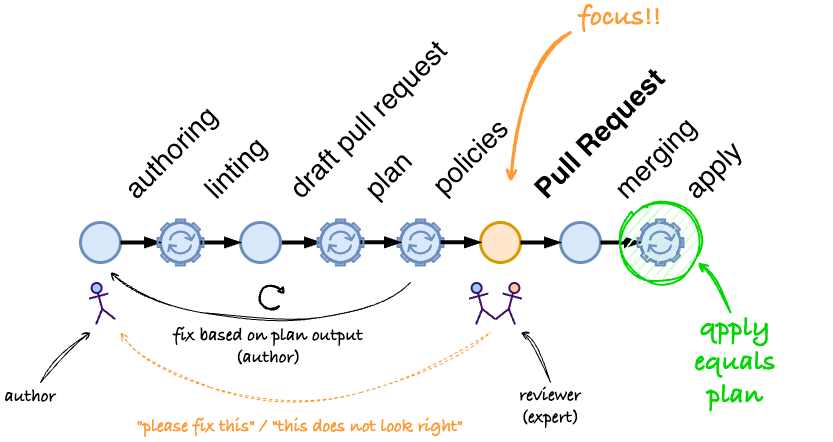 focus!!
authoring
linting
draft pull request
plan
policies
Pull Request
merging
apply
fix based on plan output
(author)
author
reviewer
(expert)
"please fix this" / "this does not look right"
apply
equals
plan